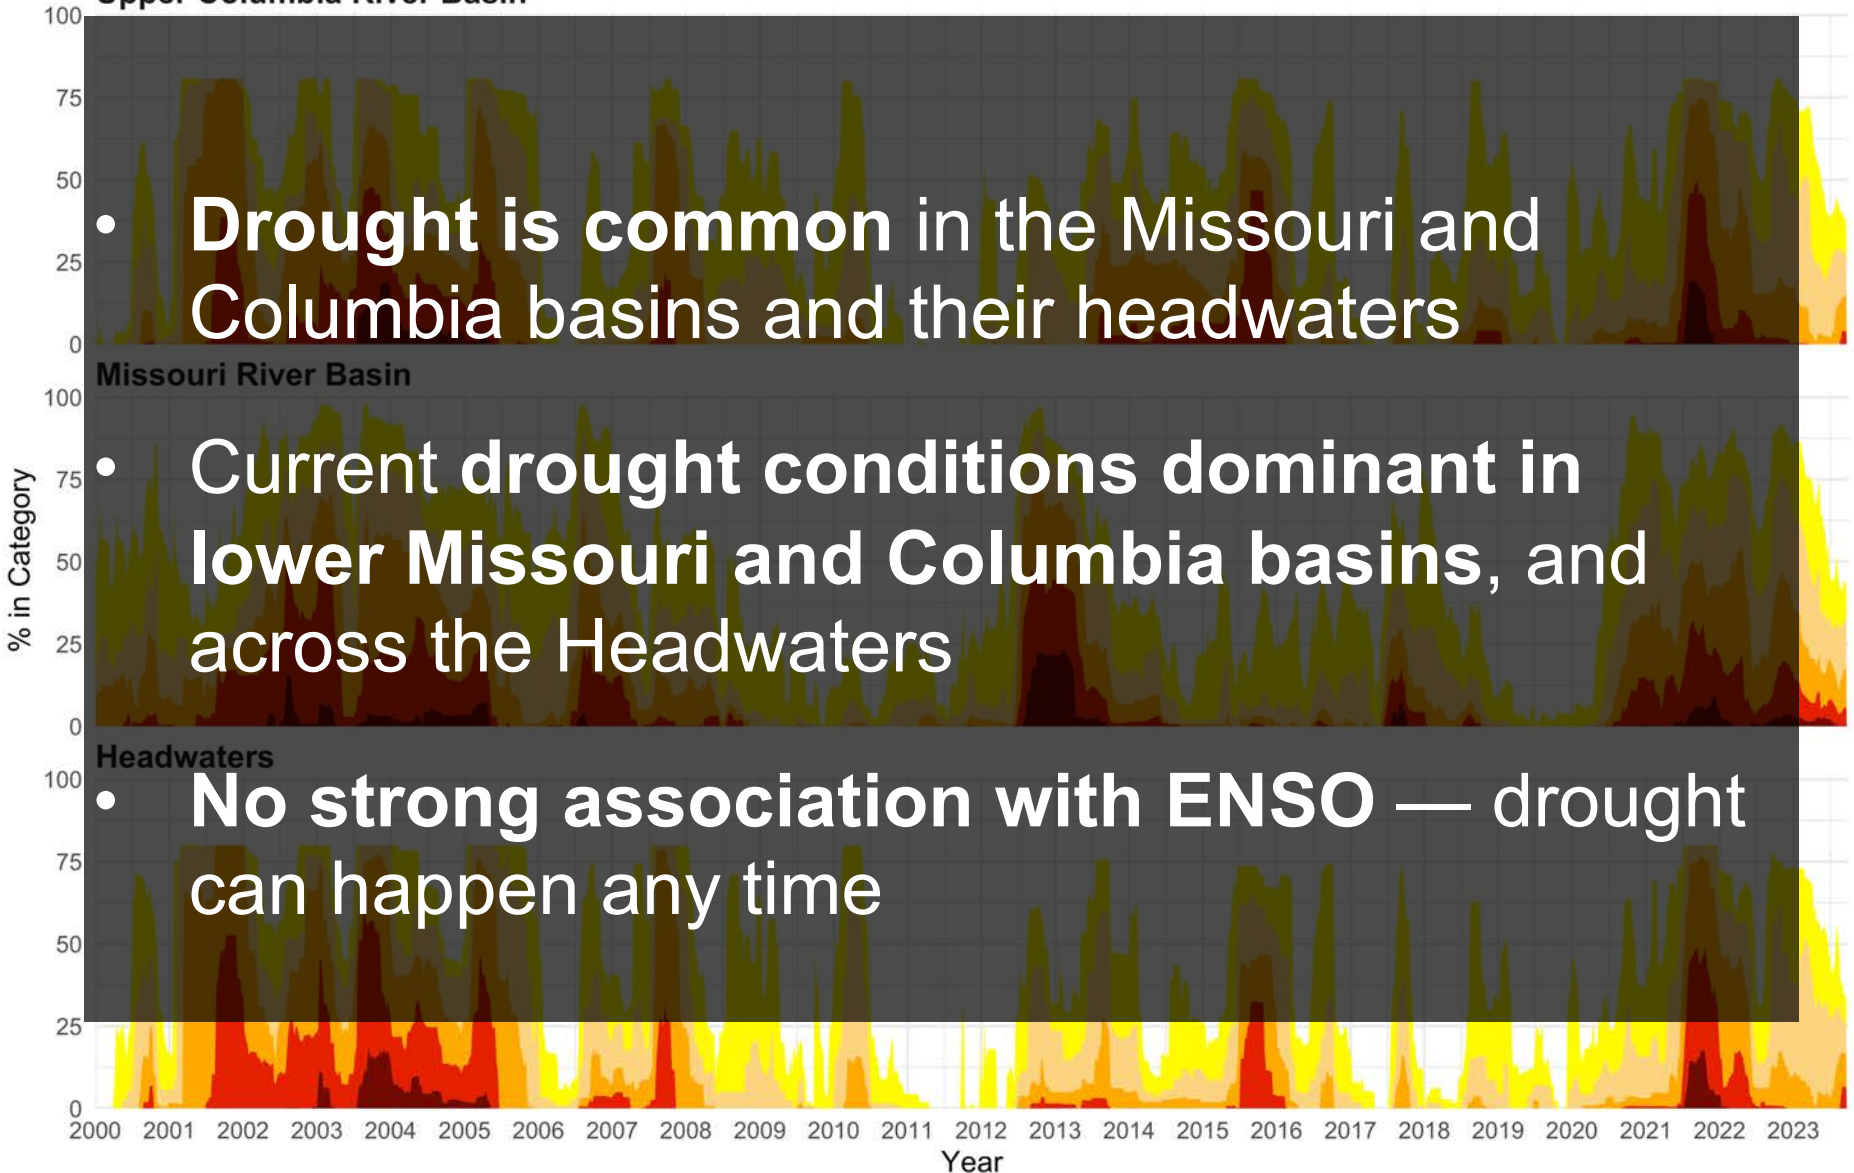 Upper Columbia River Basin
100
75
50
25
0
• Drought is common in the Missouri and
Columbia basins and their headwaters
Missouri River Basin
% in Category
100
75
50
25
0
• Current drought conditions dominant in
lower Missouri and Columbia basins, and
across the Headwaters
Headwaters
100
75
50
25
0
• No strong association with ENSO — drought
can happen any time
2000 2001 2002 2003 2004 2005 2006 2007 2008 2009 2010 2011 2012 2013 2014 2015 2016 2017 2018 2019 2020 2021 2022 2023
Year